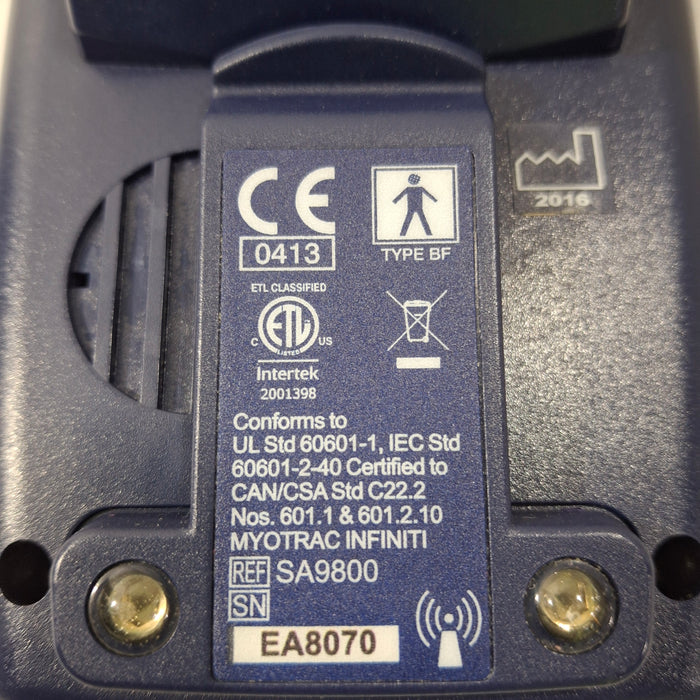 CE
0413
TYPE BF
2016
ETL CLASSIFIED
C ETL US
LISTED
Intertek
2001398
Conforms to
UL Std 60601-1, IEC Std
60601-2-40 Certified to
CAN/CSA Std C22.2
Nos. 601.1 & 601.2.10
MYOTRAC INFINITI
REF SA9800
SN
EA8070